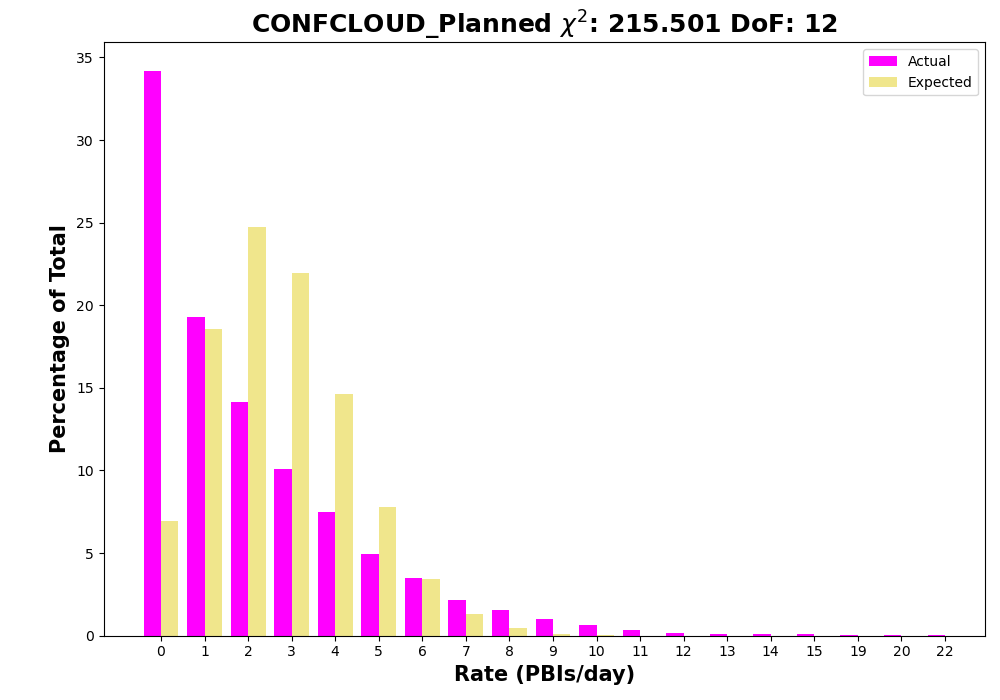 CONFCLOUD_Planned χ²: 215.501 DoF: 12
Actual
Expected
Percentage of Total
35
30
25
20
15
10
5
0
0 1 2 3 4 5 6 7 8 9 10 11 12 13 14 15 19 20 22
Rate (PBIs/day)